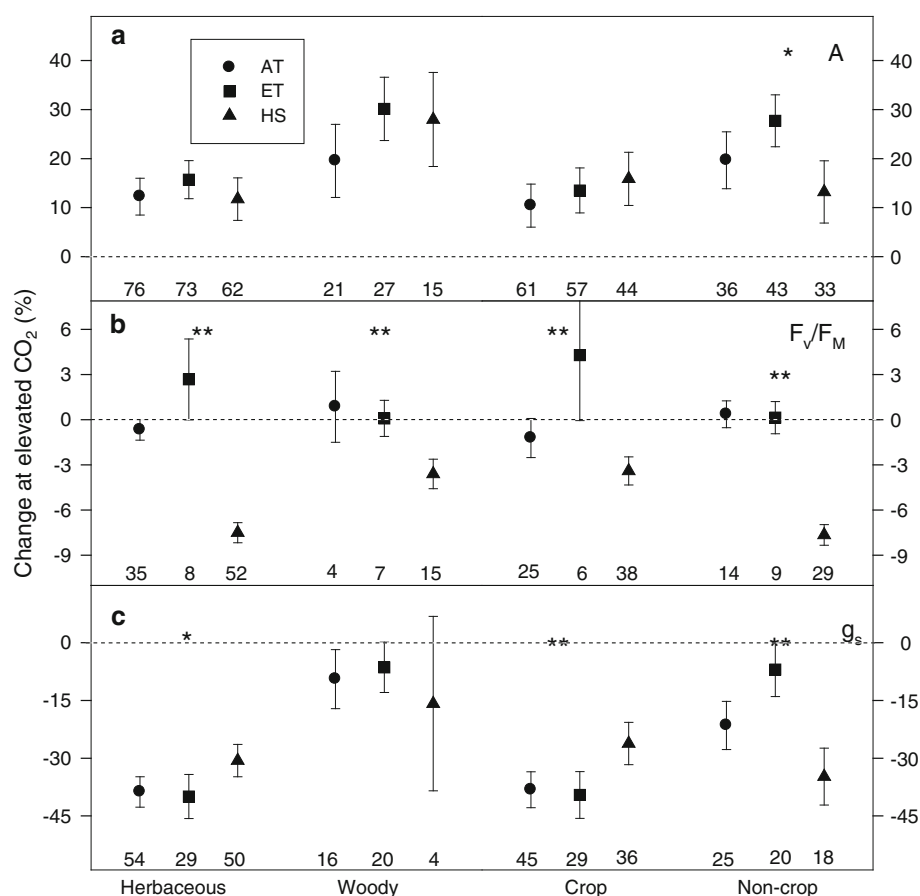 a
AT
ET
HS
* A
40 40
30 30
20 20
10 10
0 0
76 73 62 21 27 15 61 57 44 36 43 33
b
** ** ** ** Fv/FM
6 6
3 3
0 0
-3 -3
-6 -6
-9 -9
35 8 52 4 7 15 25 6 38 14 9 29
c
* ** ** gs
0 0
-15 -15
-30 -30
-45 -45
54 29 50 16 20 4 45 29 36 25 20 18
Herbaceous Woody Crop Non-crop
Change at elevated CO2 (%)